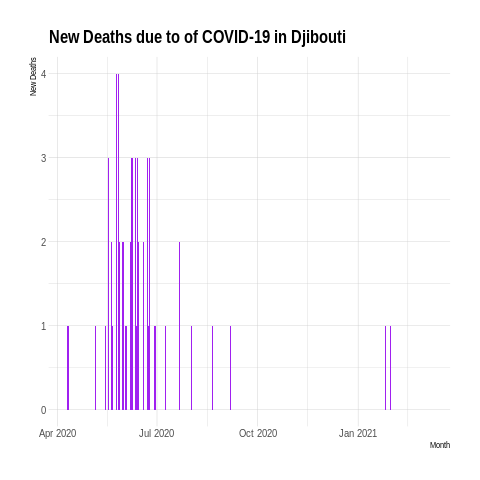 New Deaths due to of COVID-19 in Djibouti
New Deaths
4
3
2
1
0
Apr 2020 Jul 2020 Oct 2020 Jan 2021
Month